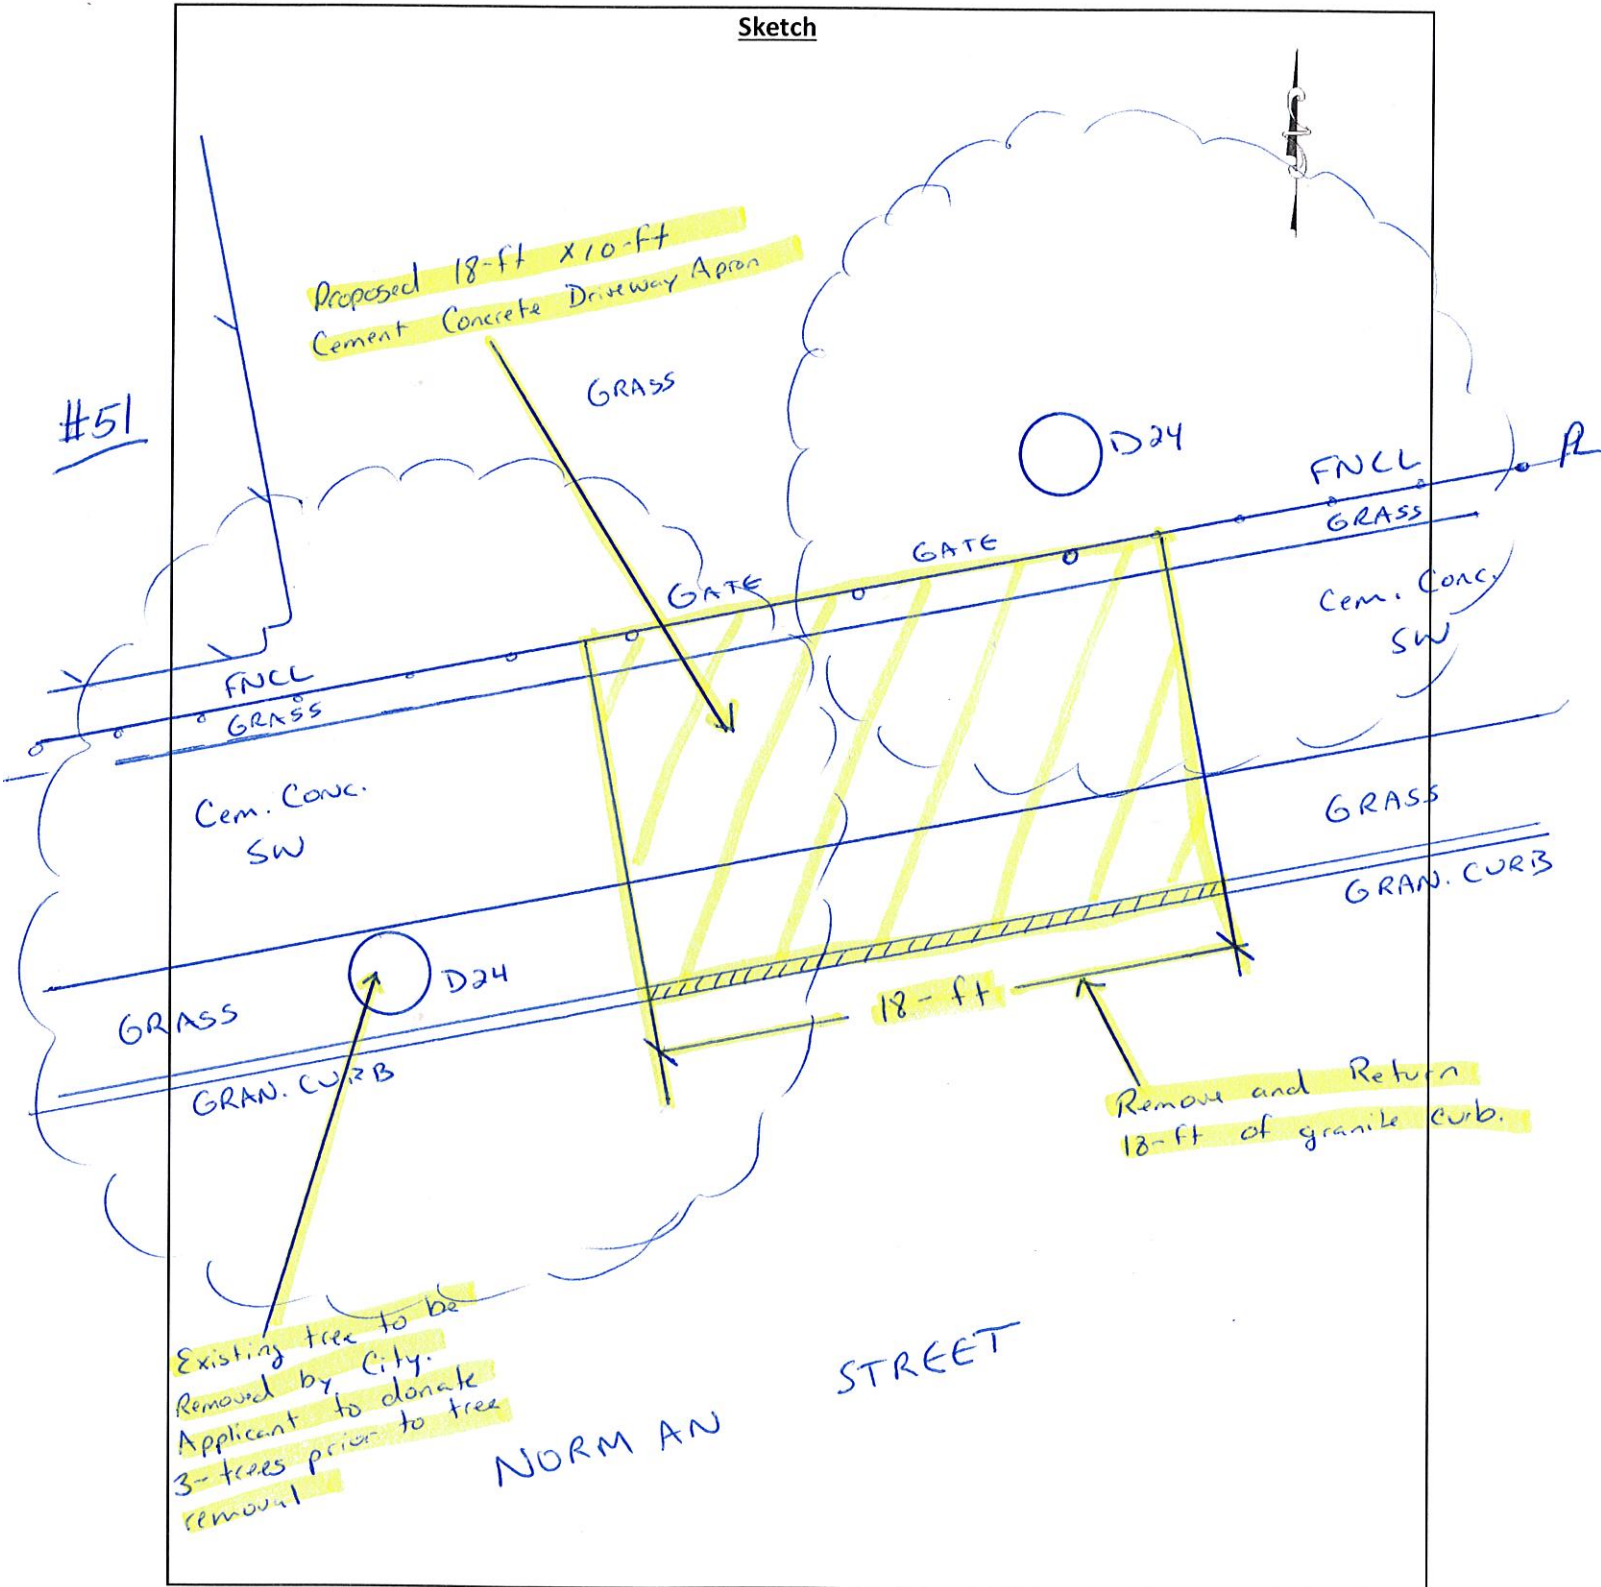 Sketch
Proposed 18-ft x 10-ft
Cement Concrete Driveway Apron
GRASS
#51
D24
FNCL
PL
GRASS
GATE
GATE
Cem. Conc.
SW
FNCL
GRASS
Cem. Conc.
SW
GRASS
GRAN. CURB
D24
GRASS
18-ft
GRAN. CURB
Remove and Return
18-ft of granite curb.
Existing tree to be
Removed by City.
Applicant to donate
3-trees prior to tree
removal
NORMAN STREET